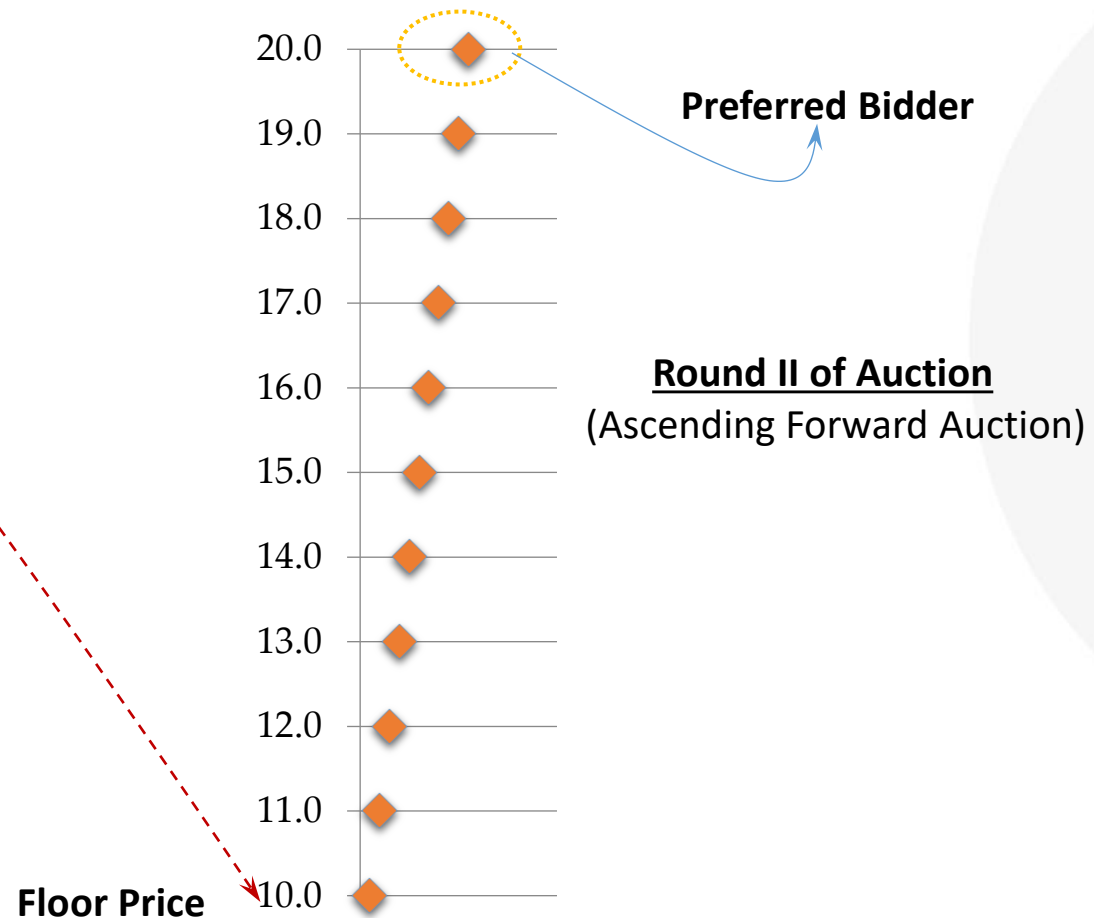 20.0
Preferred Bidder
19.0
18.0
17.0
16.0
Round II of Auction
(Ascending Forward Auction)
15.0
14.0
13.0
12.0
11.0
10.0
Floor Price